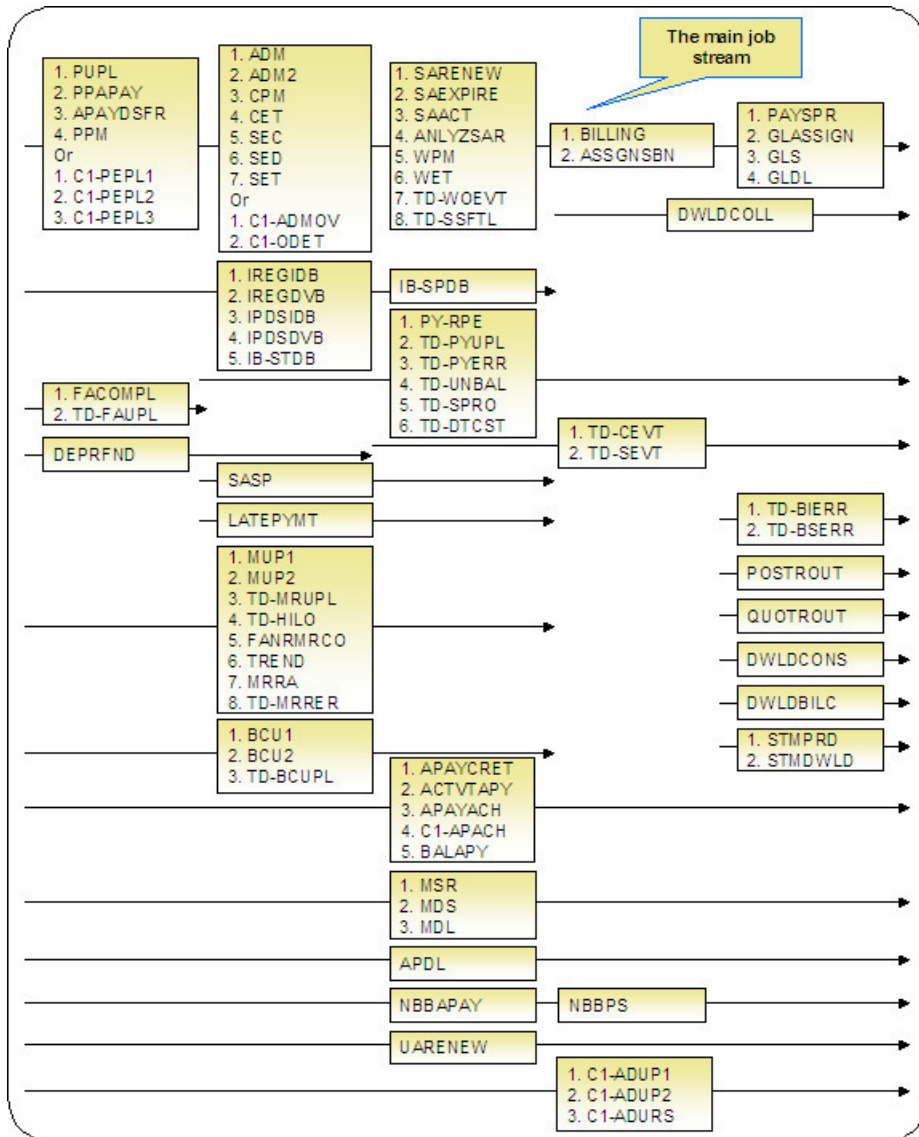 The main job
stream
1. PUPL
2. PPAPAY
3. APAYDSFR
4. PPM
Or
1. C1-PEPL1
2. C1-PEPL2
3. C1-PEPL3
1. ADM
2. ADM2
3. CPM
4. CET
5. SEC
6. SED
7. SET
Or
1. C1-ADMOV
2. C1-ODET
1. SARENEW
2. SAEXPIRE
3. SAACT
4. ANLYZSAR
5. WPM
6. WET
7. TD-WOEVT
8. TD-SSFTL
1. BILLING
2. ASSGNSBN
1. PAYSPR
2. GLASSIGN
3. GLS
4. GLDL
DWLDCOLL
1. IREGIDB
2. IREGDVB
3. IPDSIDB
4. IPDSDVB
5. IB-STDB
IB-SPDB
1. PY-RPE
2. TD-PYUPL
3. TD-PYERR
4. TD-UNBAL
5. TD-SPRO
6. TD-DTCST
1. FACOMPL
2. TD-FAUPL
1. TD-CEVT
2. TD-SEVT
DEPRFND
SASP
LATEPYMT
1. TD-BIERR
2. TD-BSERR
1. MUP1
2. MUP2
3. TD-MRUPL
4. TD-HILO
5. FANRMRCO
6. TREND
7. MRRA
8. TD-MRRER
POSTROUT
QUOTROUT
DWLDCONS
DWLDBILC
1. STMPRD
2. STMDWLD
1. BCU1
2. BCU2
3. TD-BCUPL
1. APAYCRET
2. ACTVTAPY
3. APAYACH
4. C1-APACH
5. BALAPY
1. MSR
2. MDS
3. MDL
APDL
NBBAPAY
NBBPS
UARENEW
1. C1-ADUP1
2. C1-ADUP2
3. C1-ADURS